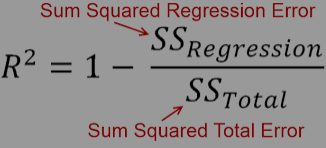 Sum Squared Regression Error
R² = 1 − SS_Regression / SS_Total
Sum Squared Total Error